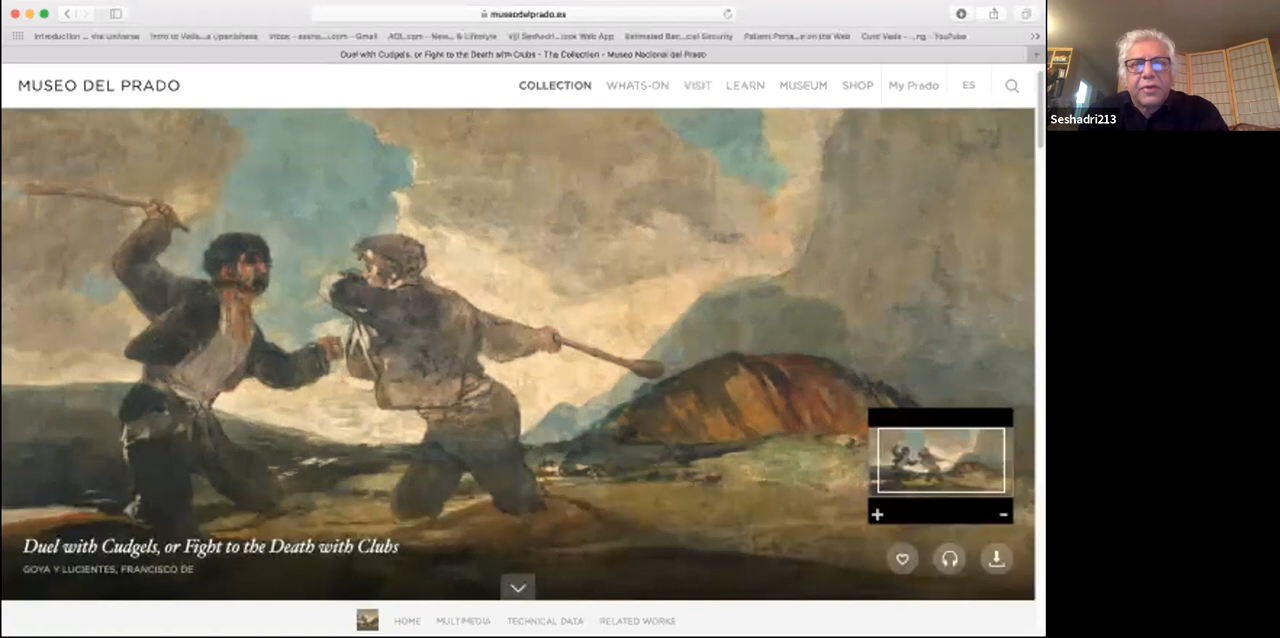 museodelprado.es
Duel with Cudgels, or Fight to the Death with Clubs - The Collection - Museo Nacional del Prado
MUSEO DEL PRADO
COLLECTION WHATS-ON VISIT LEARN MUSEUM SHOP My Prado ES
Seshadri213
Duel with Cudgels, or Fight to the Death with Clubs
GOYA Y LUCIENTES, FRANCISCO DE
HOME MULTIMEDIA TECHNICAL DATA RELATED WORKS